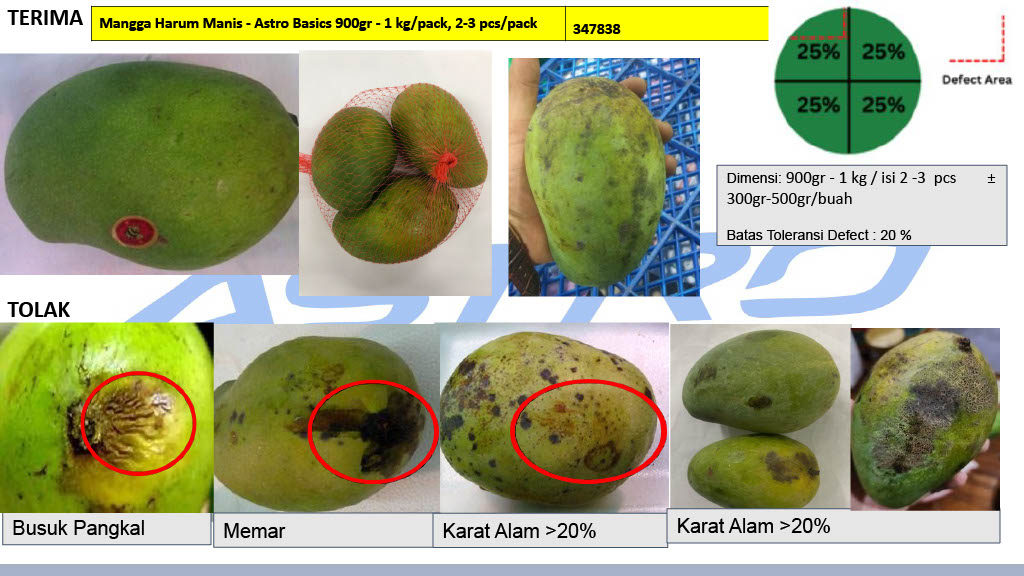 TERIMA
Mangga Harum Manis - Astro Basics 900gr - 1 kg/pack, 2-3 pcs/pack
347838
25% 25%
25% 25%
Defect Area
Dimensi: 900gr - 1 kg / isi 2 -3 pcs ±
300gr-500gr/buah
Batas Toleransi Defect : 20 %
ASTRO
TOLAK
Busuk Pangkal
Memar
Karat Alam >20%
Karat Alam >20%